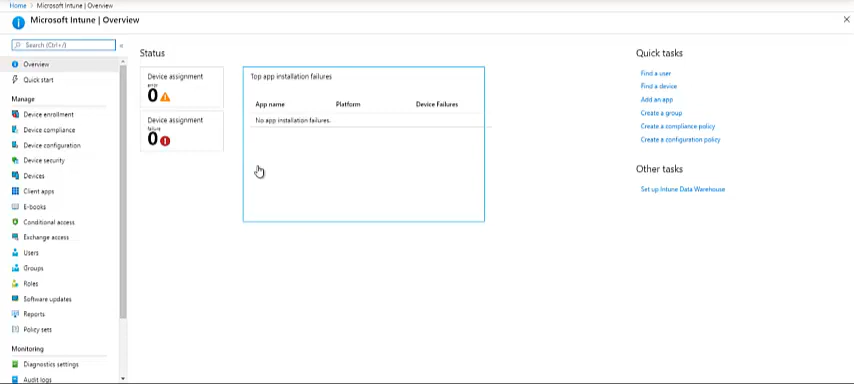 Home > Microsoft Intune | Overview
Microsoft Intune | Overview
Search (Ctrl+/)
Overview
Quick start
Manage
Device enrollment
Device compliance
Device configuration
Device security
Devices
Client apps
E-books
Conditional access
Exchange access
Users
Groups
Roles
Software updates
Reports
Policy sets
Monitoring
Diagnostics settings
Audit logs
Status
Device assignment
error
0
Device assignment
failure
0
Top app installation failures
App name Platform Device Failures
No app installation failures.
Quick tasks
Find a user
Find a device
Add an app
Create a group
Create a compliance policy
Create a configuration policy
Other tasks
Set up Intune Data Warehouse